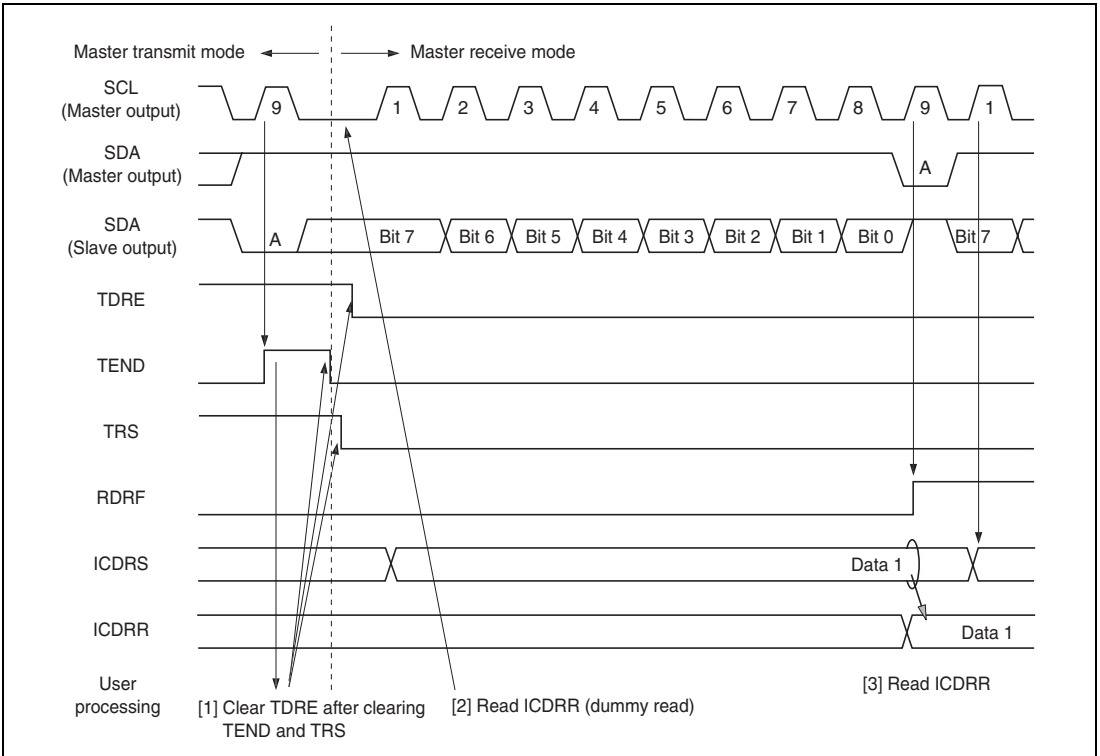 Master transmit mode
Master receive mode
SCL
(Master output)
9
1
2
3
4
5
6
7
8
9
1
SDA
(Master output)
A
SDA
(Slave output)
A
Bit 7
Bit 6
Bit 5
Bit 4
Bit 3
Bit 2
Bit 1
Bit 0
Bit 7
TDRE
TEND
TRS
RDRF
ICDRS
Data 1
ICDRR
Data 1
User
processing
[1] Clear TDRE after clearing
TEND and TRS
[2] Read ICDRR (dummy read)
[3] Read ICDRR